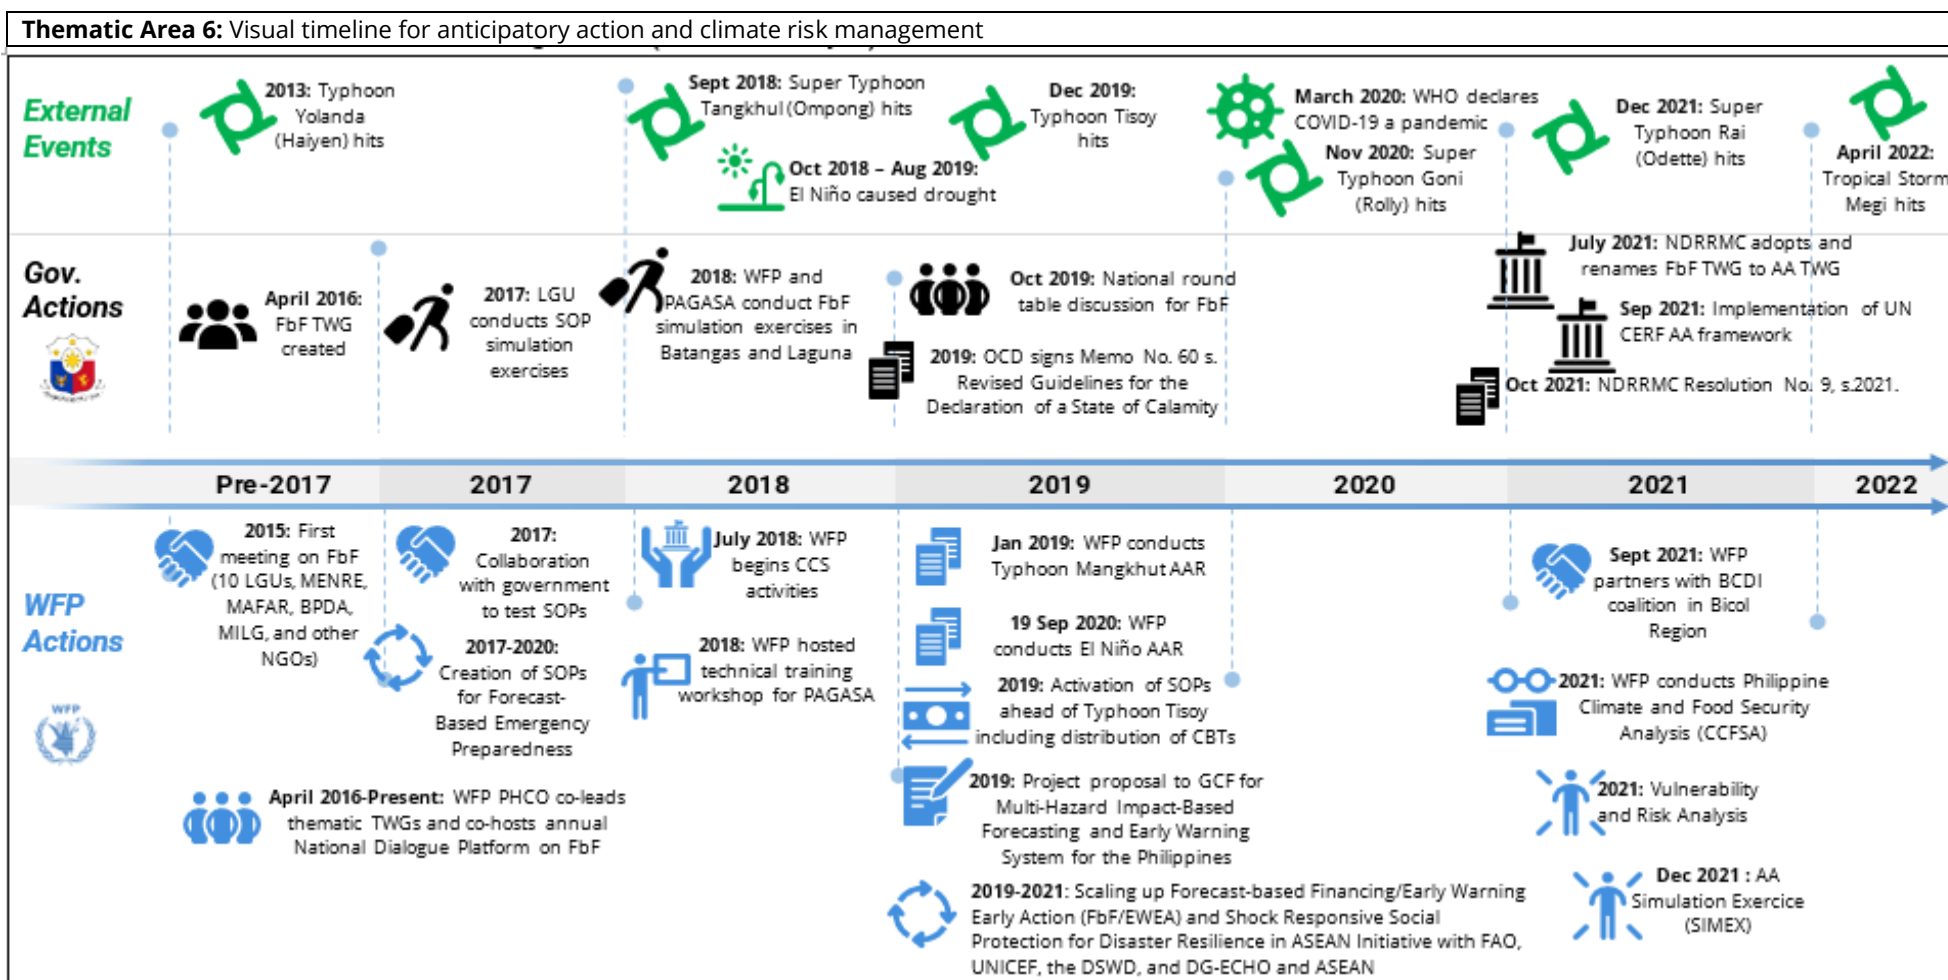 Thematic Area 6: Visual timeline for anticipatory action and climate risk management
External
Events
2013: Typhoon
Yolanda
(Haiyen) hits
Sept 2018: Super Typhoon
Tangkhul (Ompong) hits
Oct 2018 – Aug 2019:
El Niño caused drought
Dec 2019:
Typhoon Tisoy
hits
March 2020: WHO declares
COVID-19 a pandemic
Nov 2020: Super
Typhoon Goni
(Rolly) hits
Dec 2021: Super
Typhoon Rai
(Odette) hits
April 2022:
Tropical Storm
Megi hits
Gov.
Actions
April 2016:
FbF TWG
created
2017: LGU
conducts SOP
simulation
exercises
2018: WFP and
PAGASA conduct FbF
simulation exercises in
Batangas and Laguna
Oct 2019: National round
table discussion for FbF
2019: OCD signs Memo No. 60 s.
Revised Guidelines for the
Declaration of a State of Calamity
July 2021: NDRRMC adopts and
renames FbF TWG to AA TWG
Sep 2021: Implementation of UN
CERF AA framework
Oct 2021: NDRRMC Resolution No. 9, s.2021.
Pre-2017
2017
2018
2019
2020
2021
2022
WFP
Actions
WFP
2015: First
meeting on FbF
(10 LGUs, MENRE,
MAFAR, BPDA,
MILG, and other
NGOs)
April 2016-Present: WFP PHCO co-leads
thematic TWGs and co-hosts annual
National Dialogue Platform on FbF
2017:
Collaboration
with government
to test SOPs
2017-2020:
Creation of SOPs
for Forecast-
Based Emergency
Preparedness
July 2018: WFP
begins CCS
activities
2018: WFP hosted
technical training
workshop for PAGASA
Jan 2019: WFP conducts
Typhoon Mangkhut AAR
19 Sep 2020: WFP
conducts El Niño AAR
2019: Activation of SOPs
ahead of Typhoon Tisoy
including distribution of CBTs
2019: Project proposal to GCF for
Multi-Hazard Impact-Based
Forecasting and Early Warning
System for the Philippines
2019-2021: Scaling up Forecast-based Financing/Early Warning
Early Action (FbF/EWEA) and Shock Responsive Social
Protection for Disaster Resilience in ASEAN Initiative with FAO,
UNICEF, the DSWD, and DG-ECHO and ASEAN
Sept 2021: WFP
partners with BCDI
coalition in Bicol
Region
2021: WFP conducts Philippine
Climate and Food Security
Analysis (CCFSA)
2021: Vulnerability
and Risk Analysis
Dec 2021 : AA
Simulation Exercice
(SIMEX)